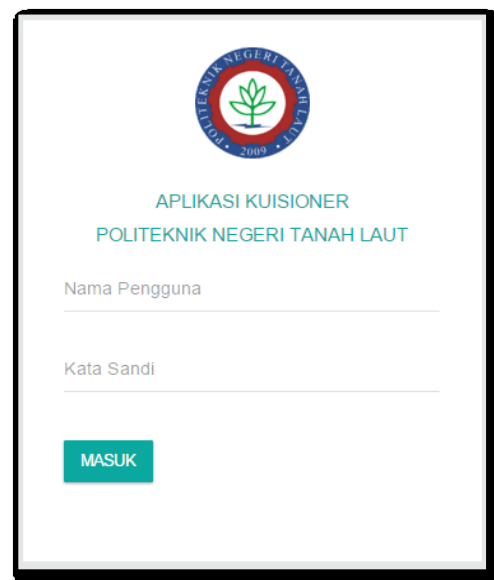 POLITEKNIK NEGERI TANAH LAUT
• 2009 •
APLIKASI KUISIONER
POLITEKNIK NEGERI TANAH LAUT
Nama Pengguna
Kata Sandi
MASUK